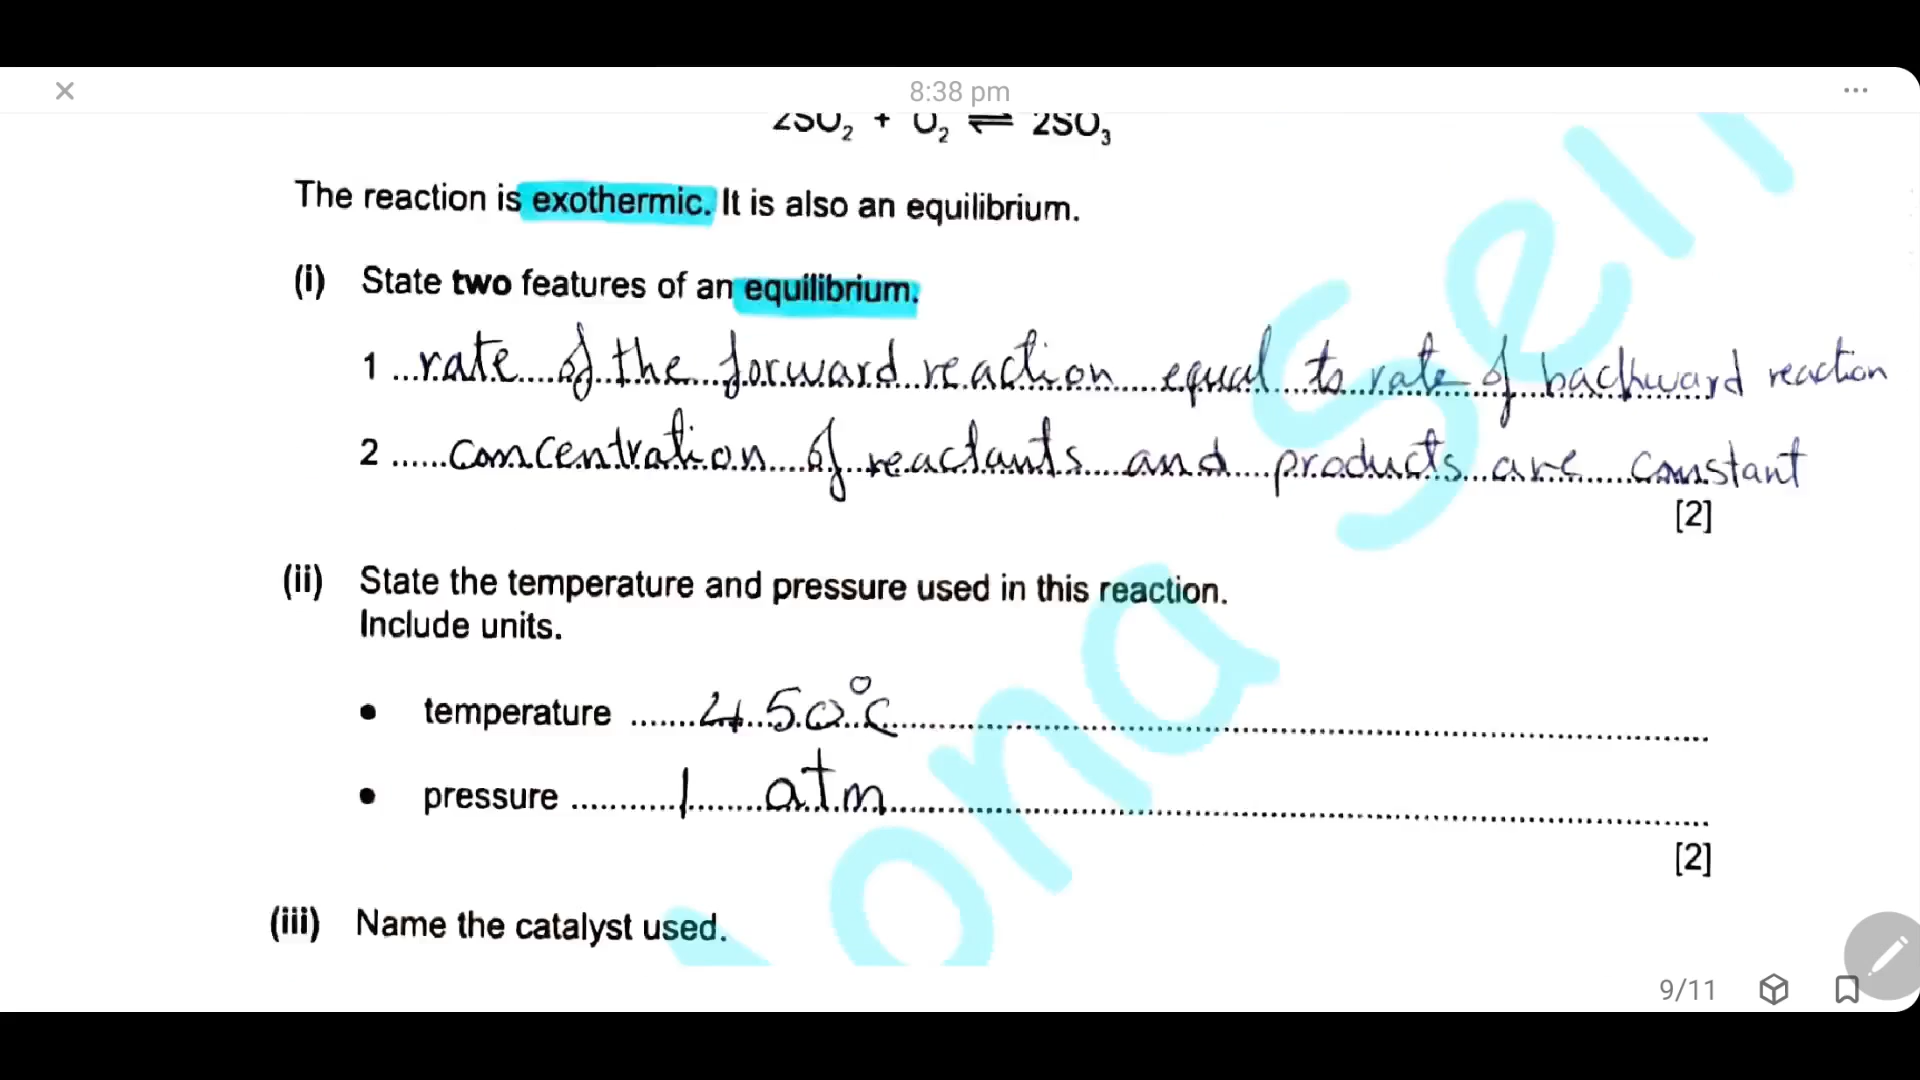 8:38 pm
2SO₂ + O₂ ⇌ 2SO₃
The reaction is exothermic. It is also an equilibrium.
(i) State two features of an equilibrium.
1 rate of the forward reaction equal to rate of backward reaction
2 concentration of reactants and products are constant
[2]
(ii) State the temperature and pressure used in this reaction.
Include units.
• temperature 450°C
• pressure 1 atm
[2]
(iii) Name the catalyst used.
9/11